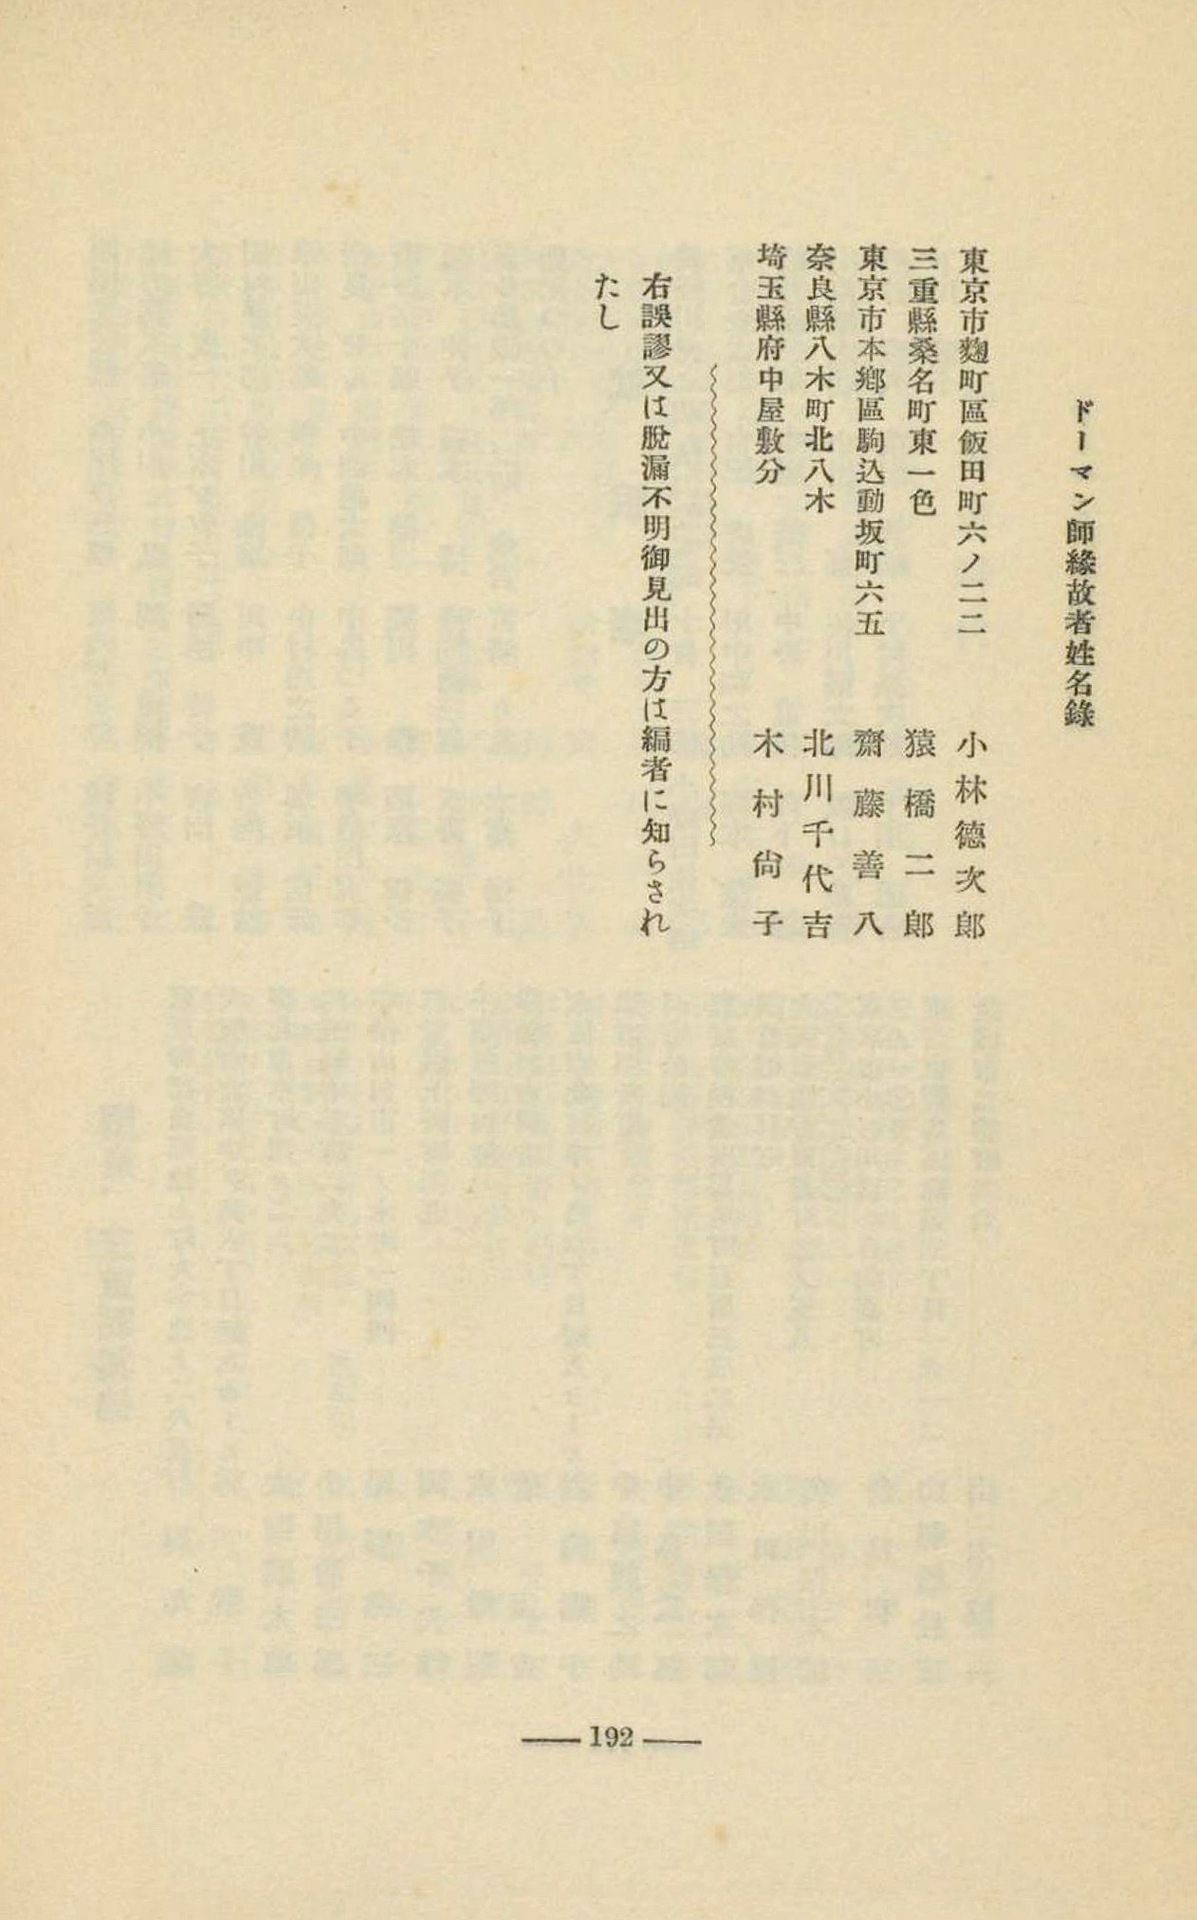 ドーマン師緣故者姓名錄
東京市麴町區飯田町六ノ二二 小林德次郎
三重縣桑名町東一色 猿橋二郎
東京市本鄕區駒込動坂町六五 齋藤善八
奈良縣八木町北八木 北川千代吉
埼玉縣府中屋敷分 木村尙子
右誤謬又は脫漏不明御見出の方は編者に知らされ
たし
192